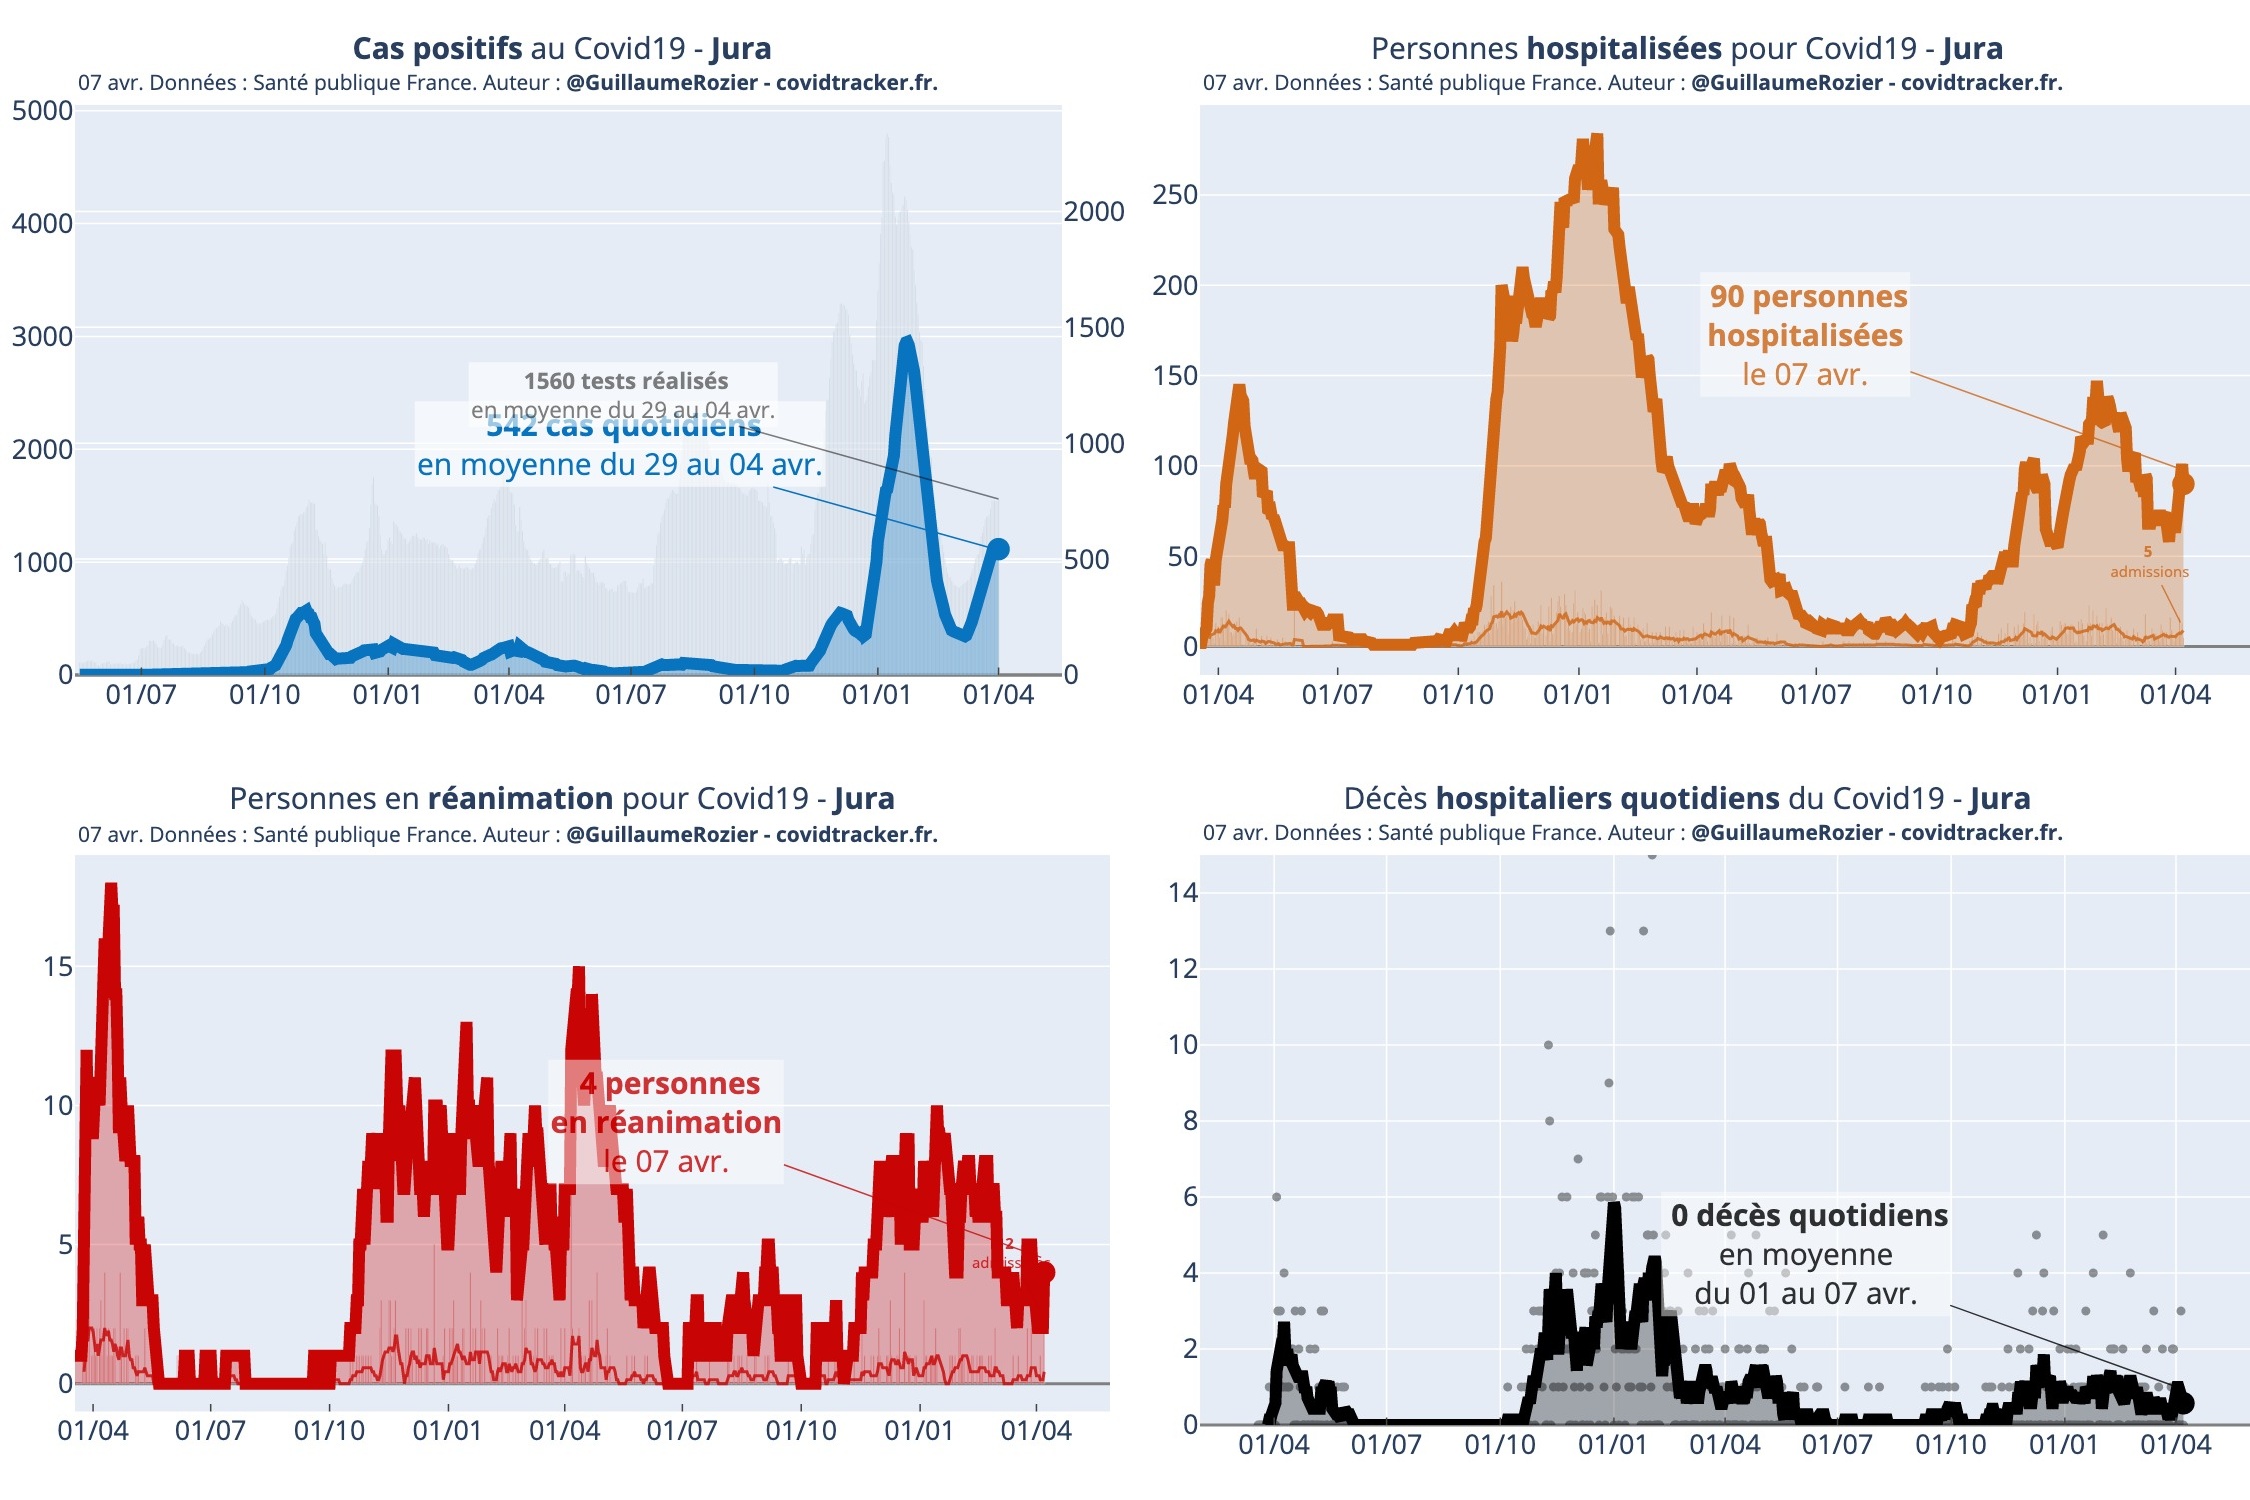 Cas positifs au Covid19 - Jura
07 avr. Données : Santé publique France. Auteur : @GuillaumeRozier - covidtracker.fr.
5000
4000
3000
2000
1000
0
2000
1500
1000
500
0
1560 tests réalisés
en moyenne du 29 au 04 avr.
542 cas quotidiens
en moyenne du 29 au 04 avr.
01/07 01/10 01/01 01/04 01/07 01/10 01/01 01/04
Personnes hospitalisées pour Covid19 - Jura
07 avr. Données : Santé publique France. Auteur : @GuillaumeRozier - covidtracker.fr.
250
200
150
100
50
0
90 personnes
hospitalisées
le 07 avr.
5
admissions
01/04 01/07 01/10 01/01 01/04 01/07 01/10 01/01 01/04
Personnes en réanimation pour Covid19 - Jura
07 avr. Données : Santé publique France. Auteur : @GuillaumeRozier - covidtracker.fr.
15
10
5
0
4 personnes
en réanimation
le 07 avr.
2
admissions
01/04 01/07 01/10 01/01 01/04 01/07 01/10 01/01 01/04
Décès hospitaliers quotidiens du Covid19 - Jura
07 avr. Données : Santé publique France. Auteur : @GuillaumeRozier - covidtracker.fr.
14
12
10
8
6
4
2
0
0 décès quotidiens
en moyenne
du 01 au 07 avr.
01/04 01/07 01/10 01/01 01/04 01/07 01/10 01/01 01/04